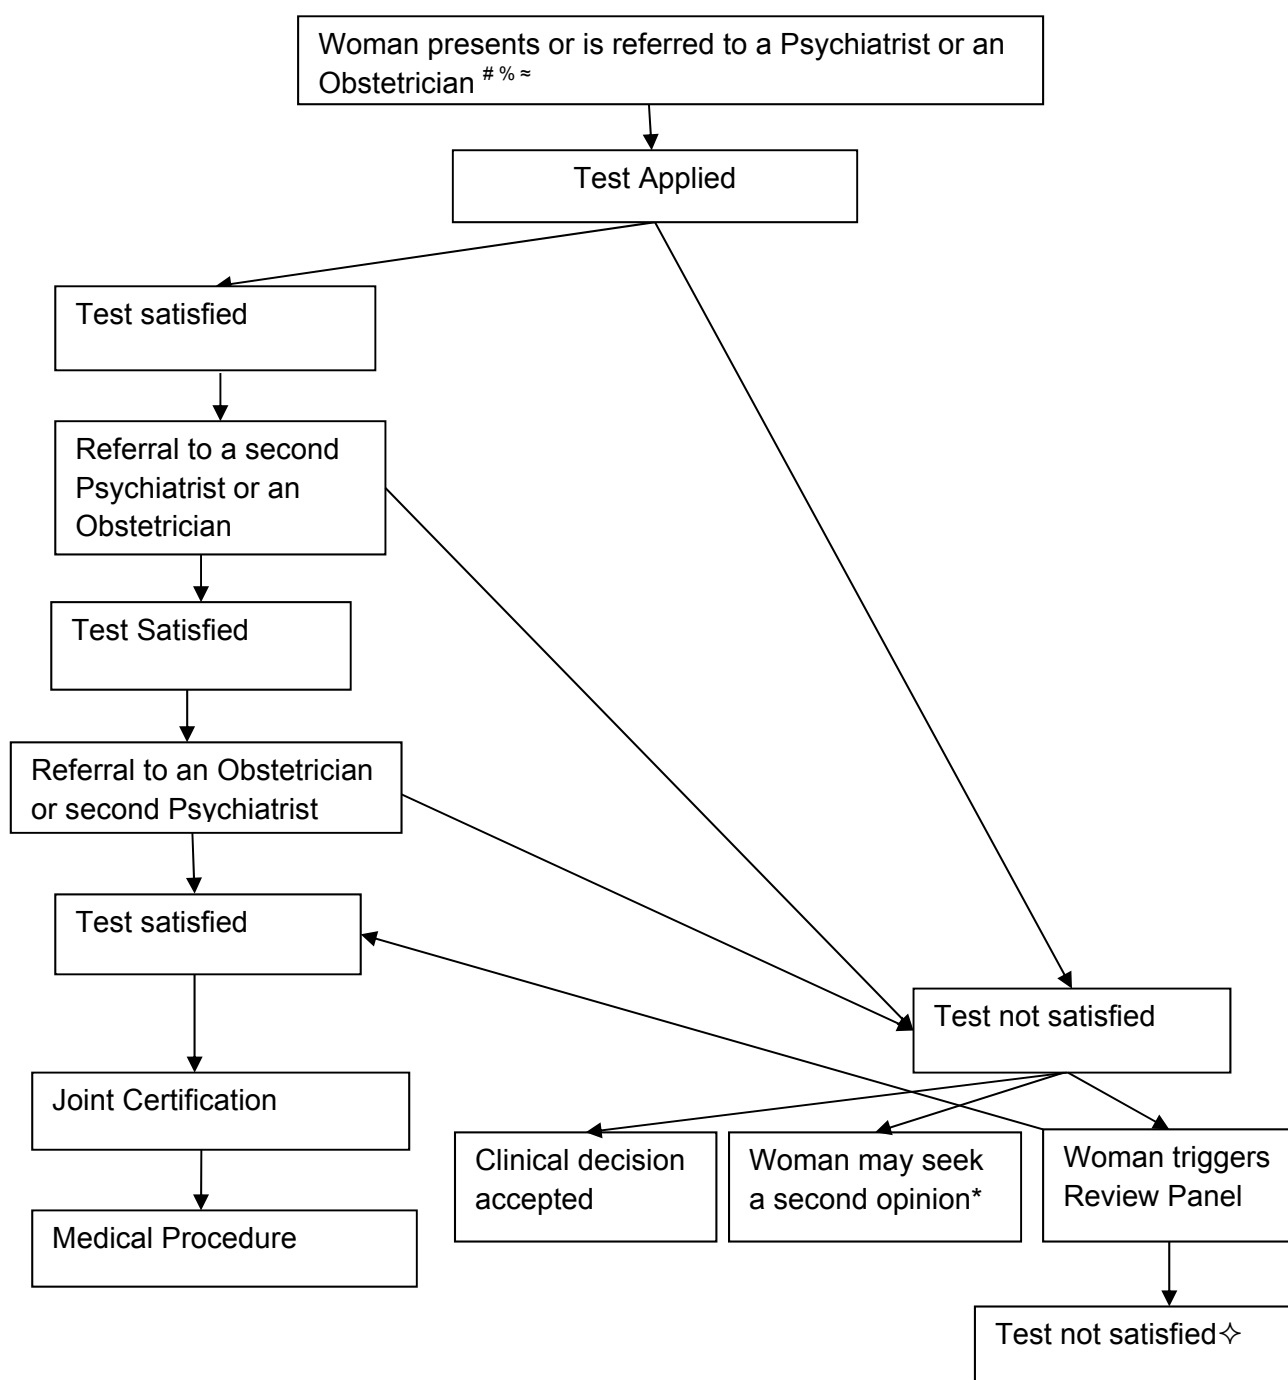 Woman presents or is referred to a Psychiatrist or an
Obstetrician # % ≈
Test Applied
Test satisfied
Referral to a second
Psychiatrist or an
Obstetrician
Test Satisfied
Referral to an Obstetrician
or second Psychiatrist
Test satisfied
Joint Certification
Medical Procedure
Test not satisfied
Clinical decision
accepted
Woman may seek
a second opinion*
Woman triggers
Review Panel
Test not satisfied✧